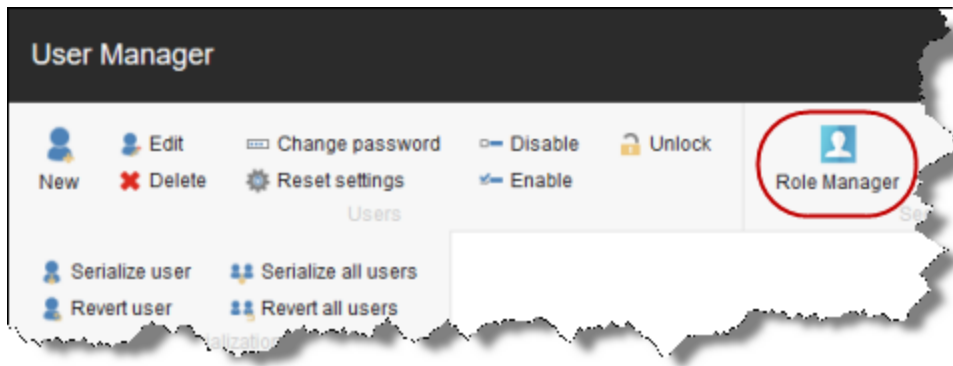 User Manager
New
Edit
Delete
Change password
Reset settings
Disable
Enable
Unlock
Users
Role Manager
Serialize user
Revert user
Serialize all users
Revert all users